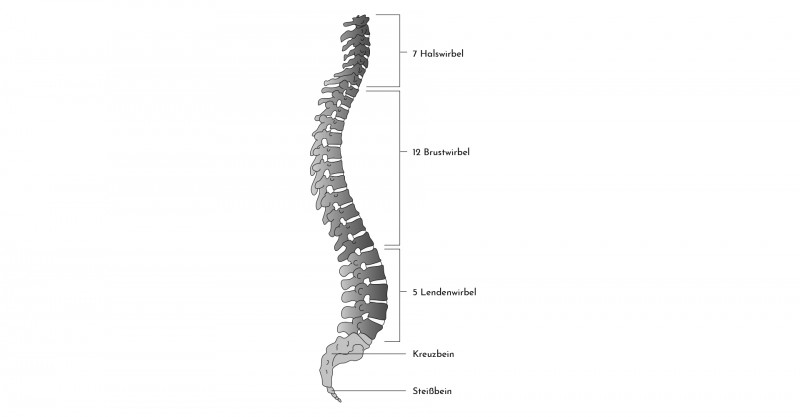 7 Halswirbel
12 Brustwirbel
5 Lendenwirbel
Kreuzbein
Steißbein